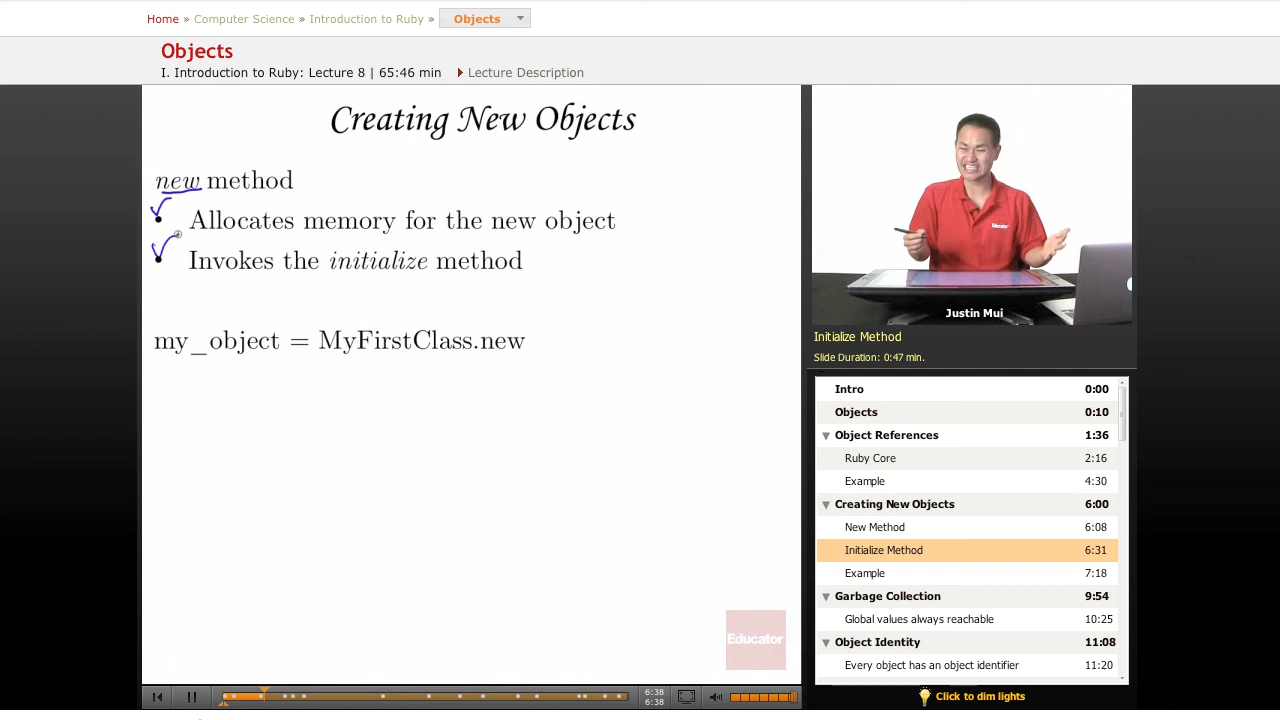 Home » Computer Science » Introduction to Ruby » Objects
Objects
I. Introduction to Ruby: Lecture 8 | 65:46 min Lecture Description
Creating New Objects
new method
• Allocates memory for the new object
• Invokes the initialize method
my_object = MyFirstClass.new
Educator
Educator
Justin Mui
Initialize Method
Slide Duration: 0:47 min.
Intro 0:00
Objects 0:10
Object References 1:36
Ruby Core 2:16
Example 4:30
Creating New Objects 6:00
New Method 6:08
Initialize Method 6:31
Example 7:18
Garbage Collection 9:54
Global values always reachable 10:25
Object Identity 11:08
Every object has an object identifier 11:20
6:38
6:38
Click to dim lights